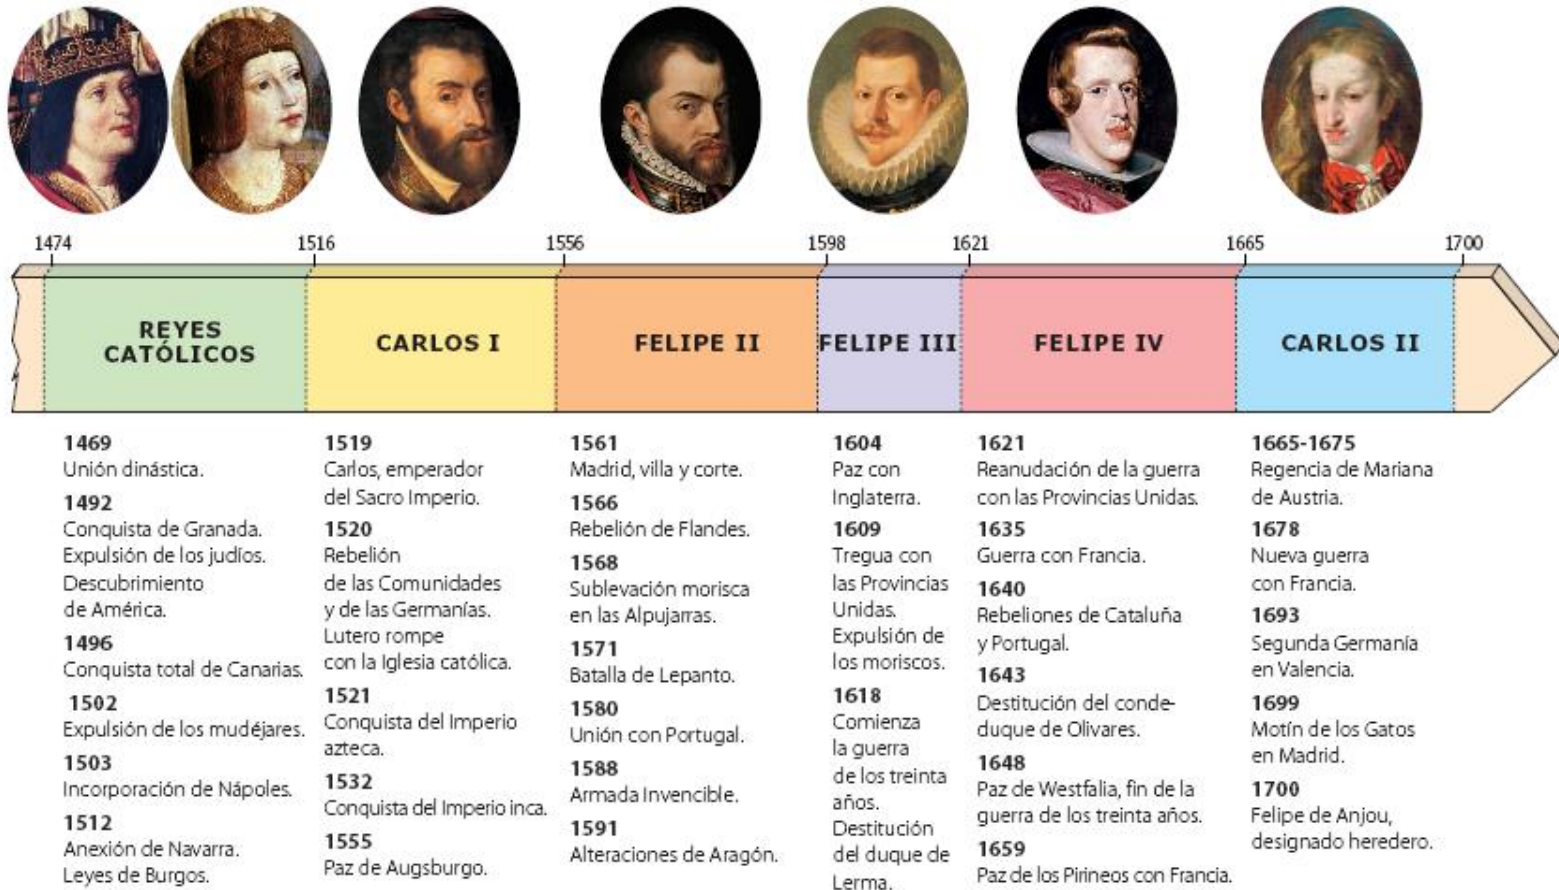 1474
1516
1556
1598
1621
1665
1700
REYES
CATÓLICOS
CARLOS I
FELIPE II
FELIPE III
FELIPE IV
CARLOS II
1469
Unión dinástica.
1492
Conquista de Granada.
Expulsión de los judíos.
Descubrimiento
de América.
1496
Conquista total de Canarias.
1502
Expulsión de los mudéjares.
1503
Incorporación de Nápoles.
1512
Anexión de Navarra.
Leyes de Burgos.
1519
Carlos, emperador
del Sacro Imperio.
1520
Rebelión
de las Comunidades
y de las Germanías.
Lutero rompe
con la Iglesia católica.
1521
Conquista del Imperio
azteca.
1532
Conquista del Imperio inca.
1555
Paz de Augsburgo.
1561
Madrid, villa y corte.
1566
Rebelión de Flandes.
1568
Sublevación morisca
en las Alpujarras.
1571
Batalla de Lepanto.
1580
Unión con Portugal.
1588
Armada Invencible.
1591
Alteraciones de Aragón.
1604
Paz con
Inglaterra.
1609
Tregua con
las Provincias
Unidas.
Expulsión de
los moriscos.
1618
Comienza
la guerra
de los treinta
años.
Destitución
del duque de
Lerma.
1621
Reanudación de la guerra
con las Provincias Unidas.
1635
Guerra con Francia.
1640
Rebeliones de Cataluña
y Portugal.
1643
Destitución del conde-
duque de Olivares.
1648
Paz de Westfalia, fin de la
guerra de los treinta años.
1659
Paz de los Pirineos con Francia.
1665-1675
Regencia de Mariana
de Austria.
1678
Nueva guerra
con Francia.
1693
Segunda Germanía
en Valencia.
1699
Motín de los Gatos
en Madrid.
1700
Felipe de Anjou,
designado heredero.